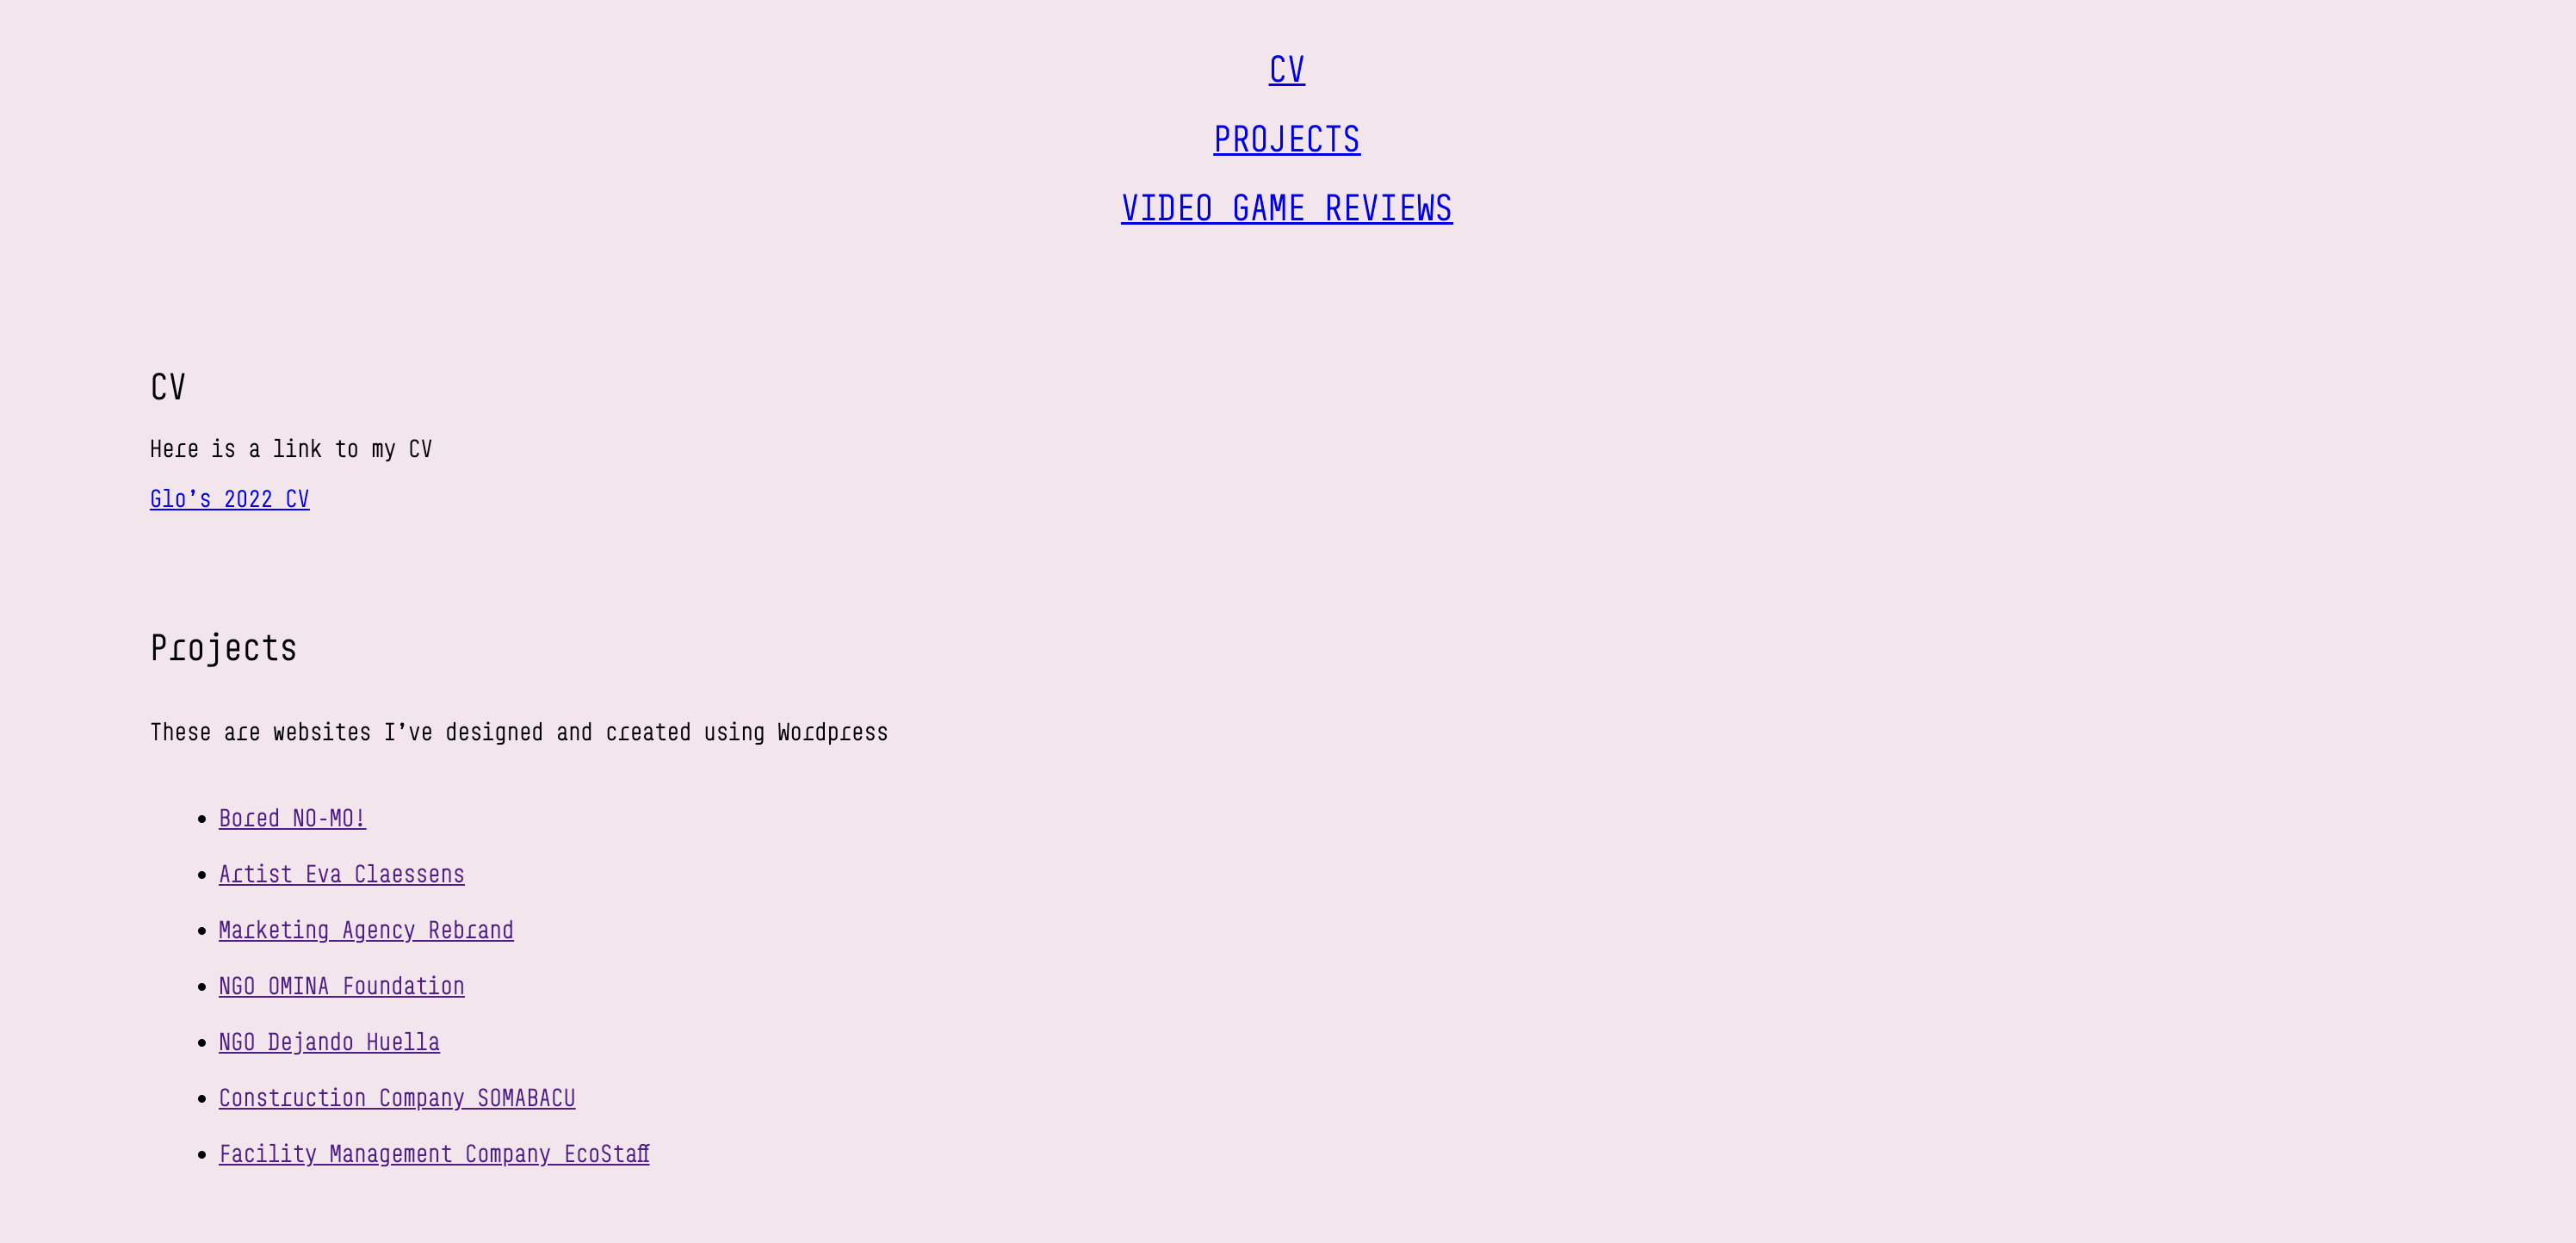 CV
PROJECTS
VIDEO GAME REVIEWS
CV
Here is a link to my CV
Glo’s 2022 CV
Projects
These are websites I’ve designed and created using Wordpress
Bored NO-MO!
Artist Eva Claessens
Marketing Agency Rebrand
NGO OMINA Foundation
NGO Dejando Huella
Construction Company SOMABACU
Facility Management Company EcoStaff